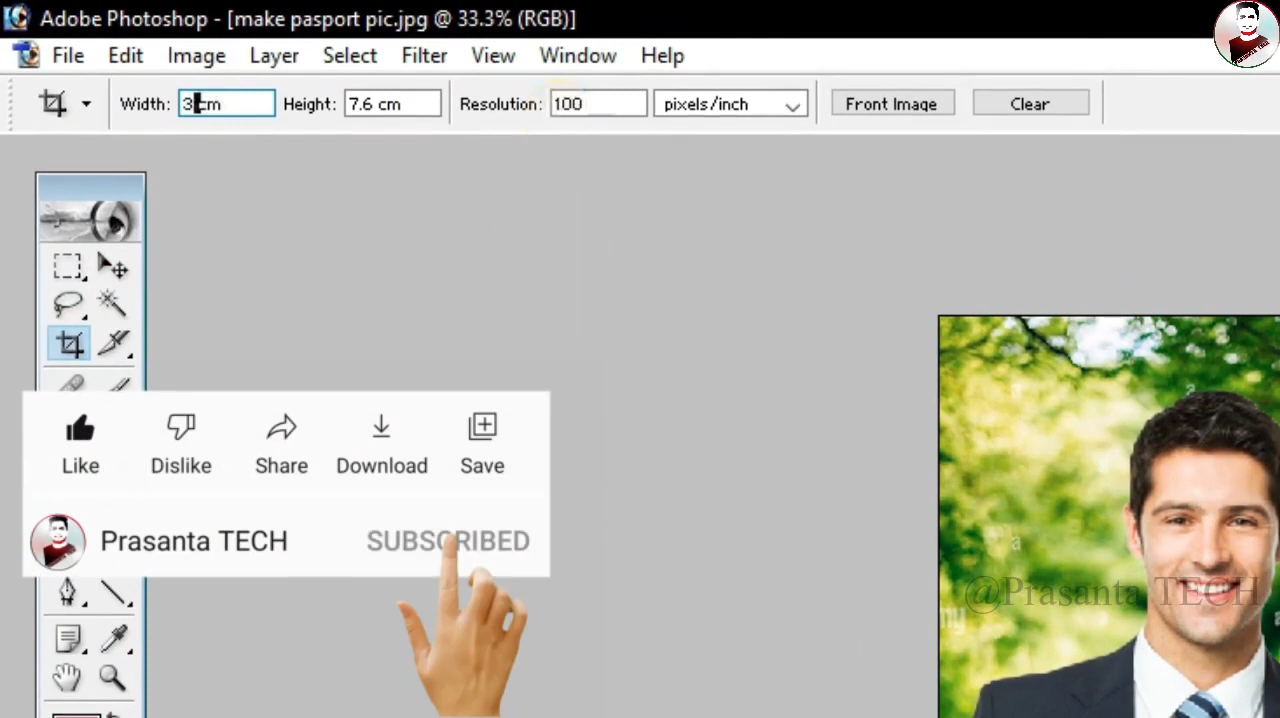 Adobe Photoshop - [make pasport pic.jpg @ 33.3% (RGB)]
File Edit Image Layer Select Filter View Window Help
Width: 3 cm Height: 7.6 cm Resolution: 100 pixels/inch Front Image Clear
Like Dislike Share Download Save
Prasanta TECH SUBSCRIBED
@Prasanta TECH